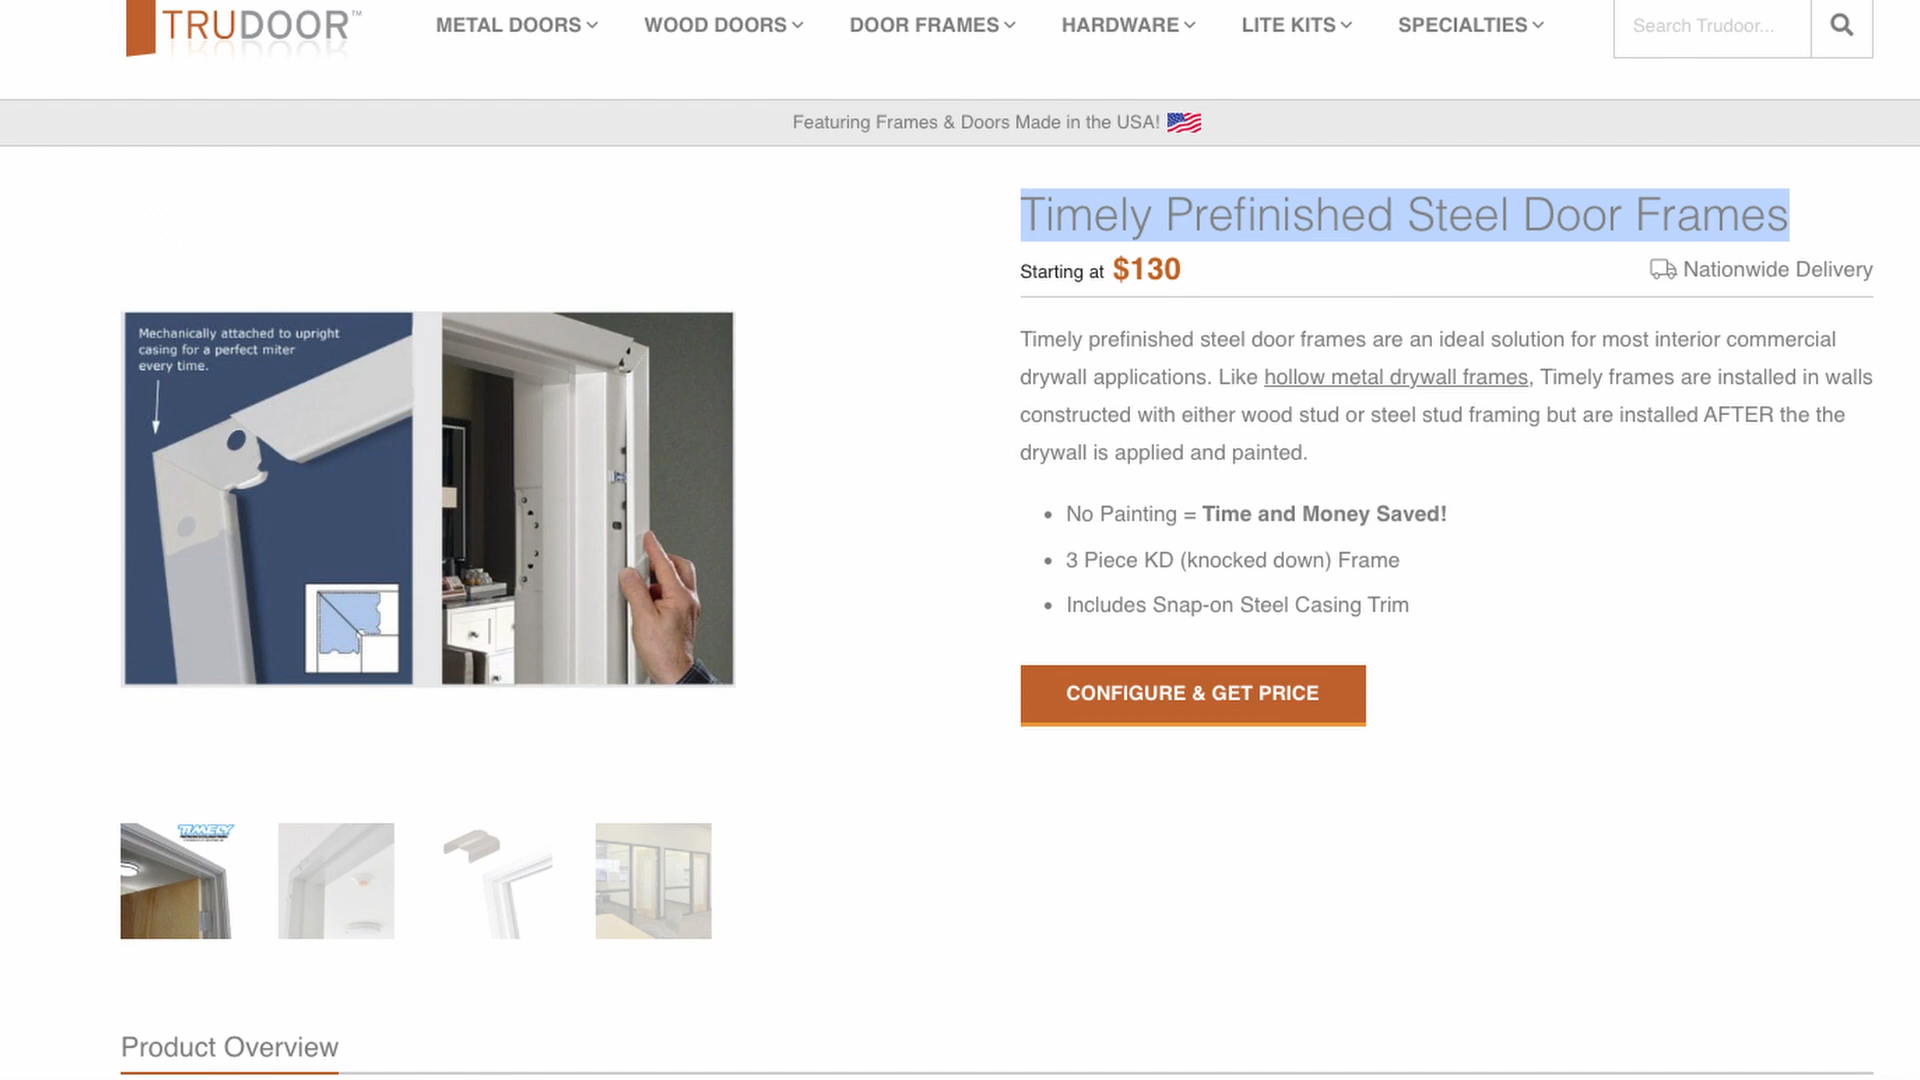 TRUDOOR™
METAL DOORS
WOOD DOORS
DOOR FRAMES
HARDWARE
LITE KITS
SPECIALTIES
Search Trudoor...
Featuring Frames & Doors Made in the USA!
Timely Prefinished Steel Door Frames
Starting at $130
Nationwide Delivery
Mechanically attached to upright
casing for a perfect miter
every time.
Timely prefinished steel door frames are an ideal solution for most interior commercial
drywall applications. Like hollow metal drywall frames, Timely frames are installed in walls
constructed with either wood stud or steel stud framing but are installed AFTER the the
drywall is applied and painted.
• No Painting = Time and Money Saved!
• 3 Piece KD (knocked down) Frame
• Includes Snap-on Steel Casing Trim
CONFIGURE & GET PRICE
TIMELY
Product Overview